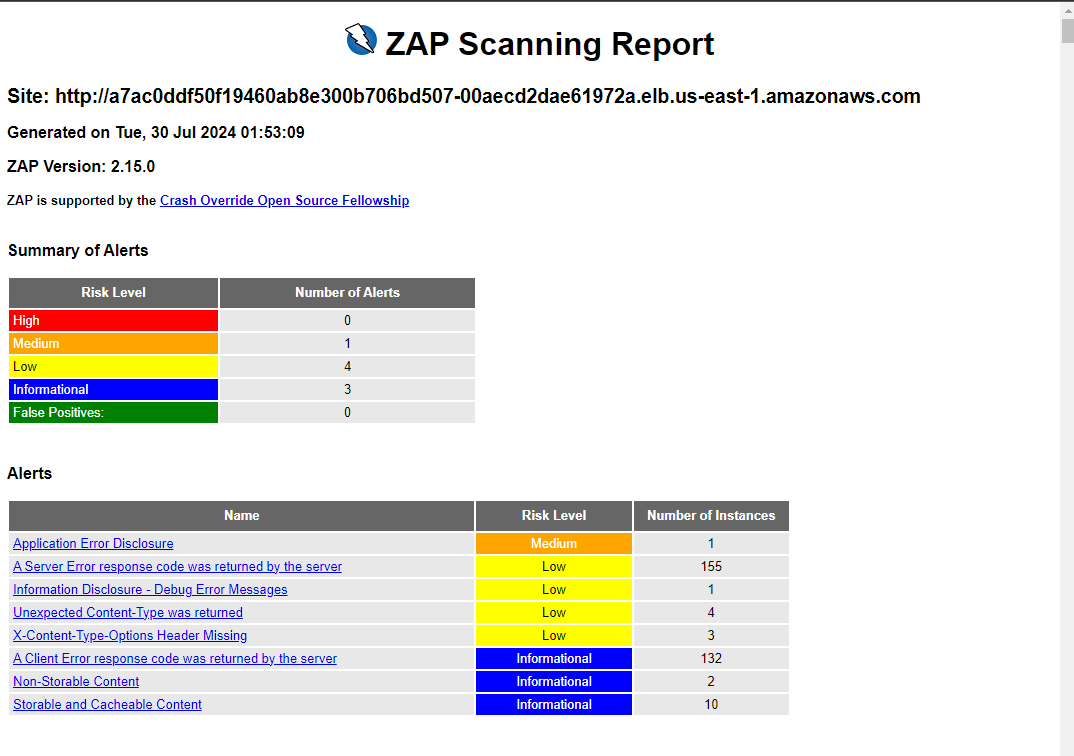 ZAP Scanning Report
Site: http://a7ac0ddf50f19460ab8e300b706bd507-00aecd2dae61972a.elb.us-east-1.amazonaws.com
Generated on Tue, 30 Jul 2024 01:53:09
ZAP Version: 2.15.0
ZAP is supported by the Crash Override Open Source Fellowship
Summary of Alerts
Risk Level Number of Alerts
High 0
Medium 1
Low 4
Informational 3
False Positives: 0
Alerts
Name Risk Level Number of Instances
Application Error Disclosure Medium 1
A Server Error response code was returned by the server Low 155
Information Disclosure - Debug Error Messages Low 1
Unexpected Content-Type was returned Low 4
X-Content-Type-Options Header Missing Low 3
A Client Error response code was returned by the server Informational 132
Non-Storable Content Informational 2
Storable and Cacheable Content Informational 10